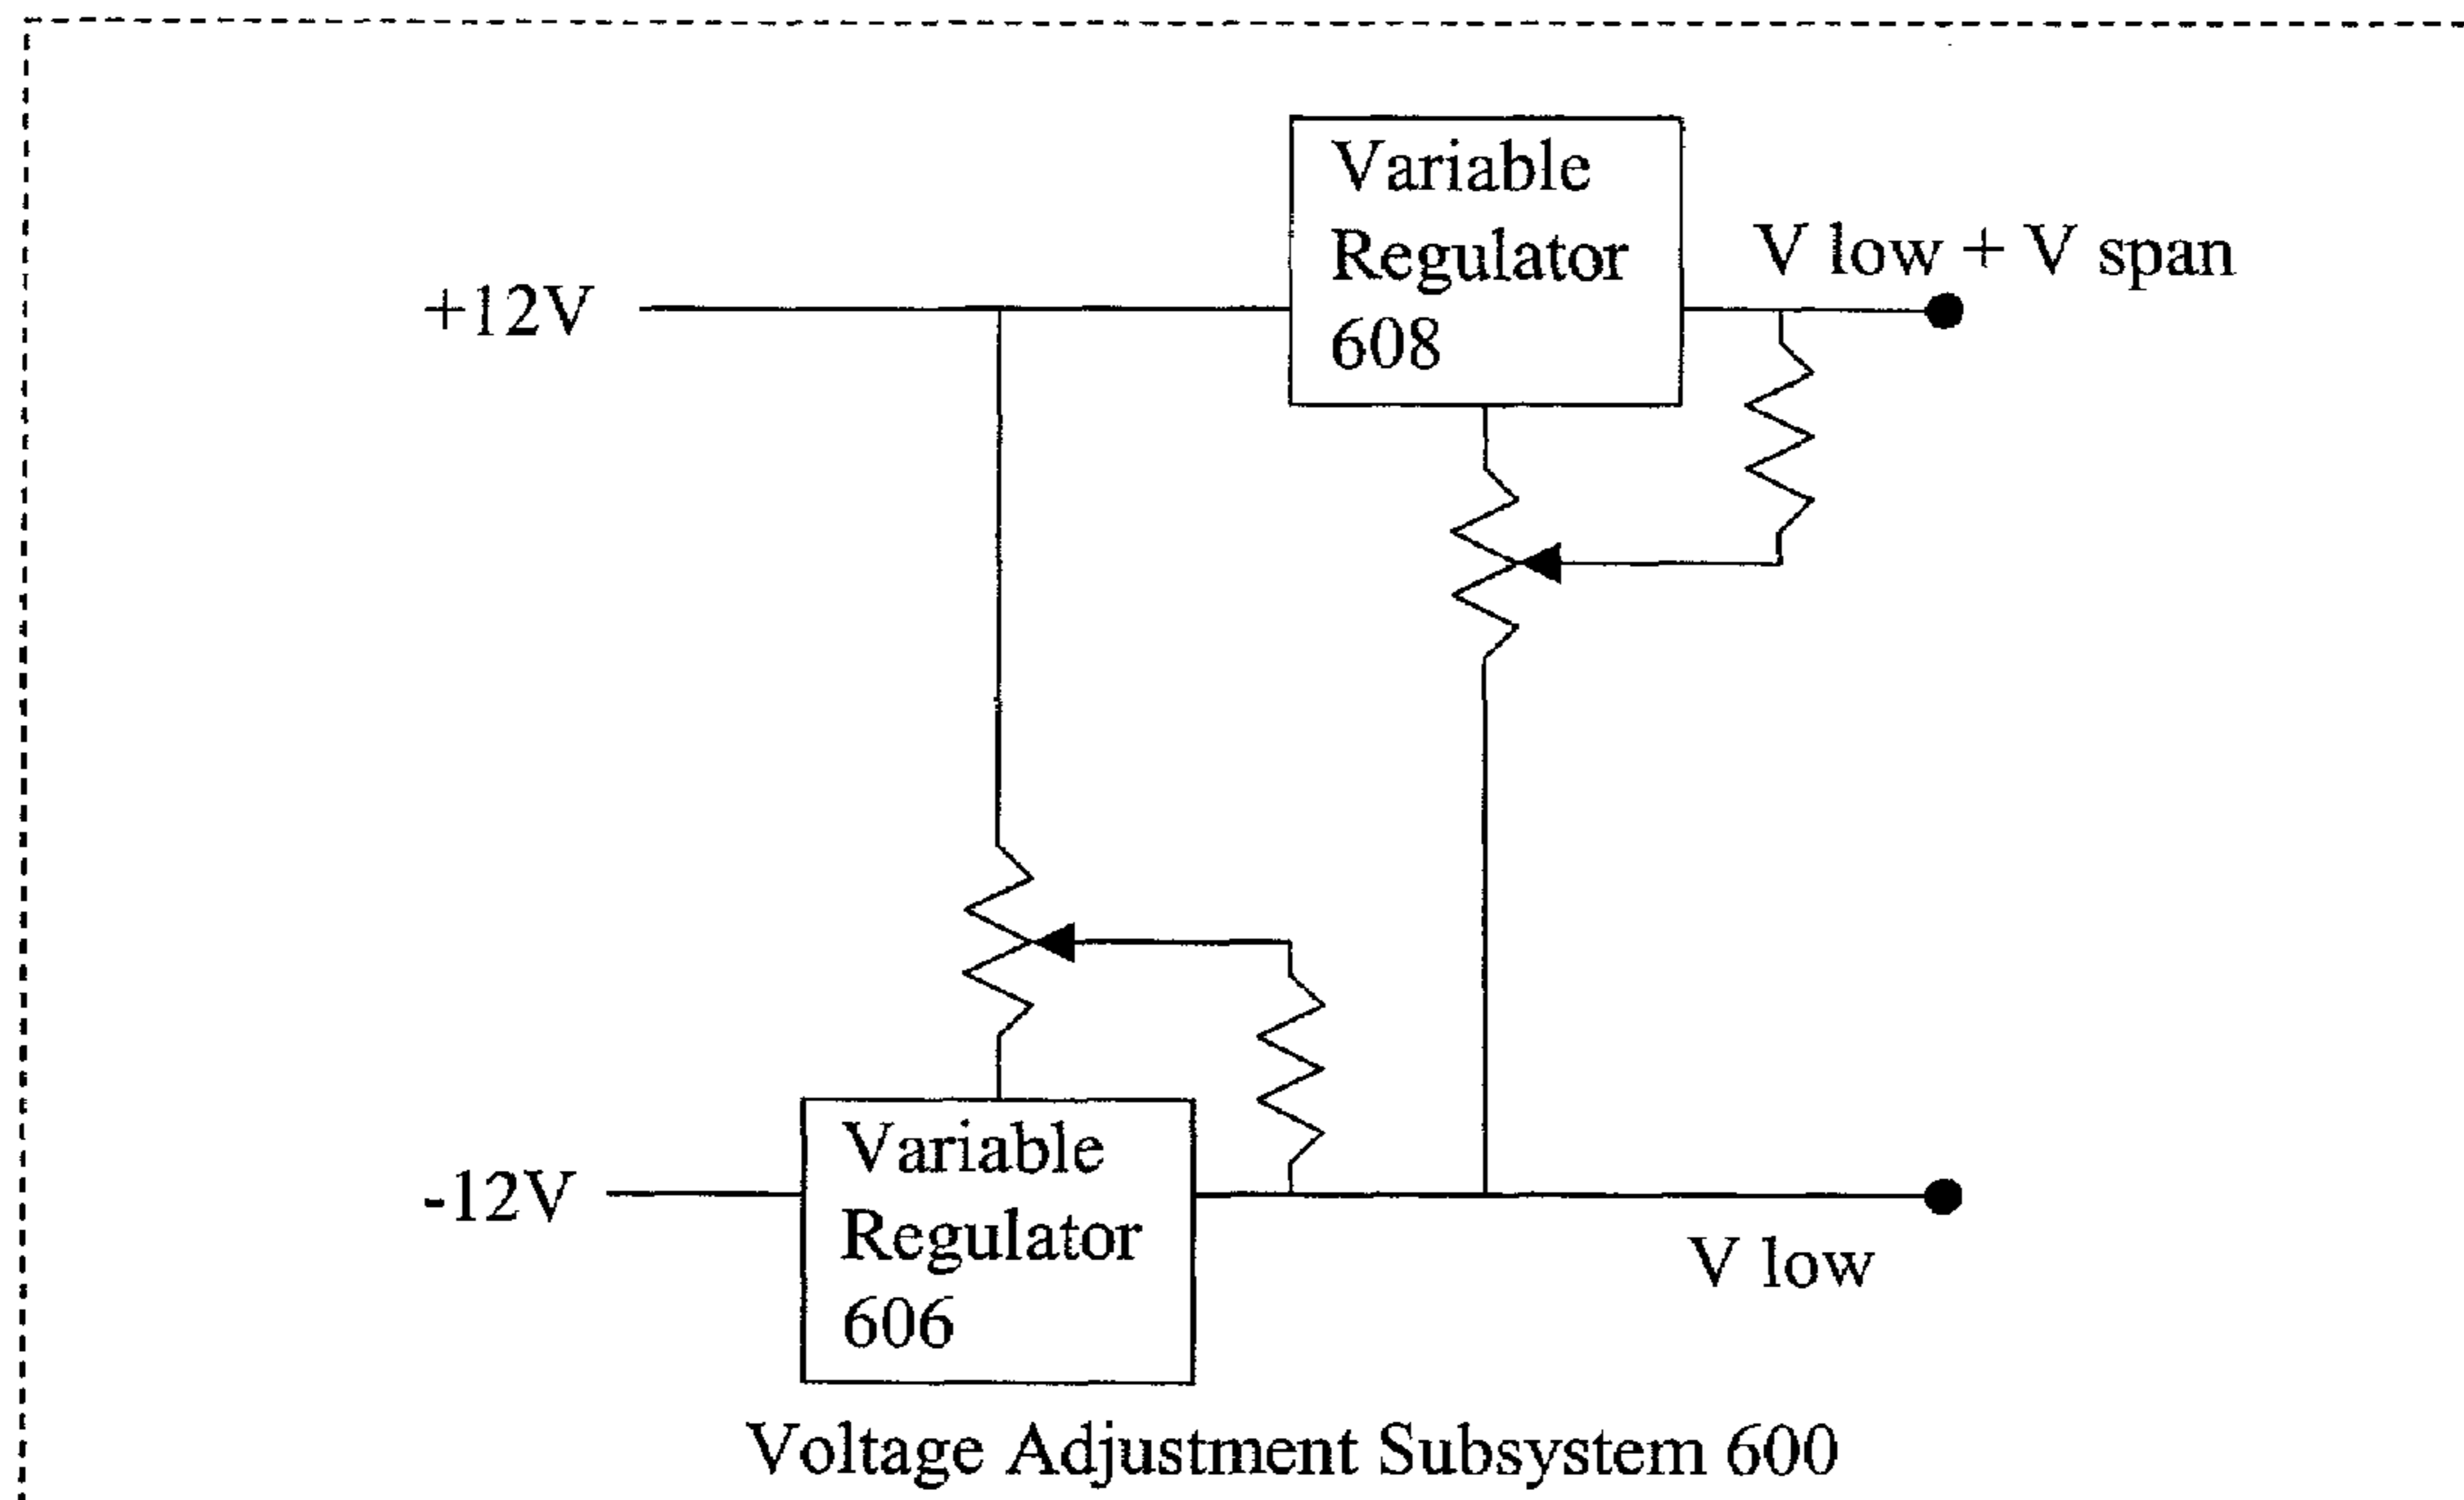 Variable
Regulator
608
V low + V span
+12V
Variable
Regulator
606
-12V
V low
Voltage Adjustment Subsystem 600